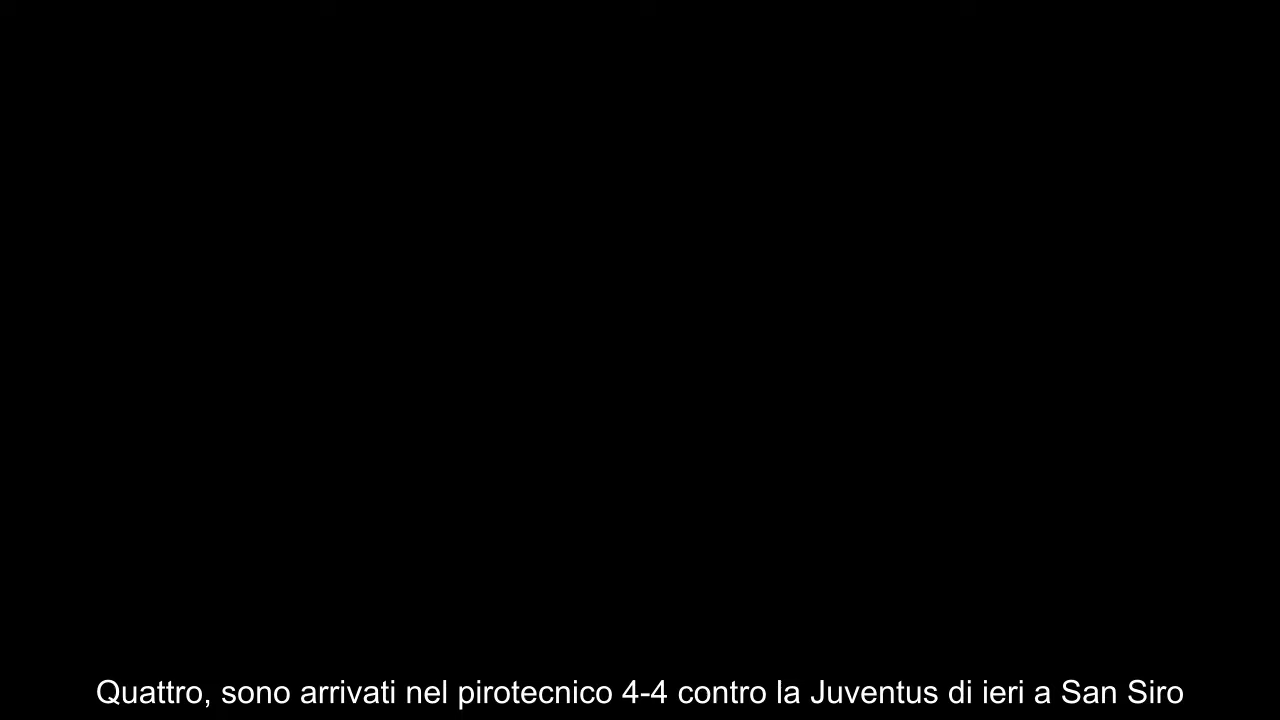 Quattro, sono arrivati nel pirotecnico 4-4 contro la Juventus di ieri a San Siro